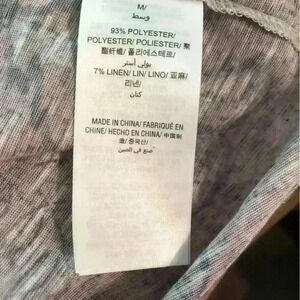 M/
وسط
93% POLYESTER/
POLYESTER/ POLIESTER/ 聚
酯纤维/ 폴리에스테르/
بولي أستر
7% LINEN/ LIN/ LINO/ 亚麻/
리넨/
كتان
MADE IN CHINA/ FABRIQUÉ EN
CHINE/ HECHO EN CHINA/ 中国制
造/ 중국산/
صنع في الصين